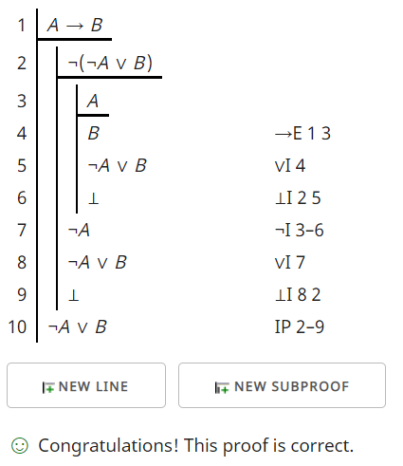 1 A → B
2 ¬(¬A ∨ B)
3 A
4 B →E 1 3
5 ¬A ∨ B ∨I 4
6 ⊥ ⊥I 2 5
7 ¬A ¬I 3–6
8 ¬A ∨ B ∨I 7
9 ⊥ ⊥I 8 2
10 ¬A ∨ B IP 2–9
NEW LINE NEW SUBPROOF
Congratulations! This proof is correct.